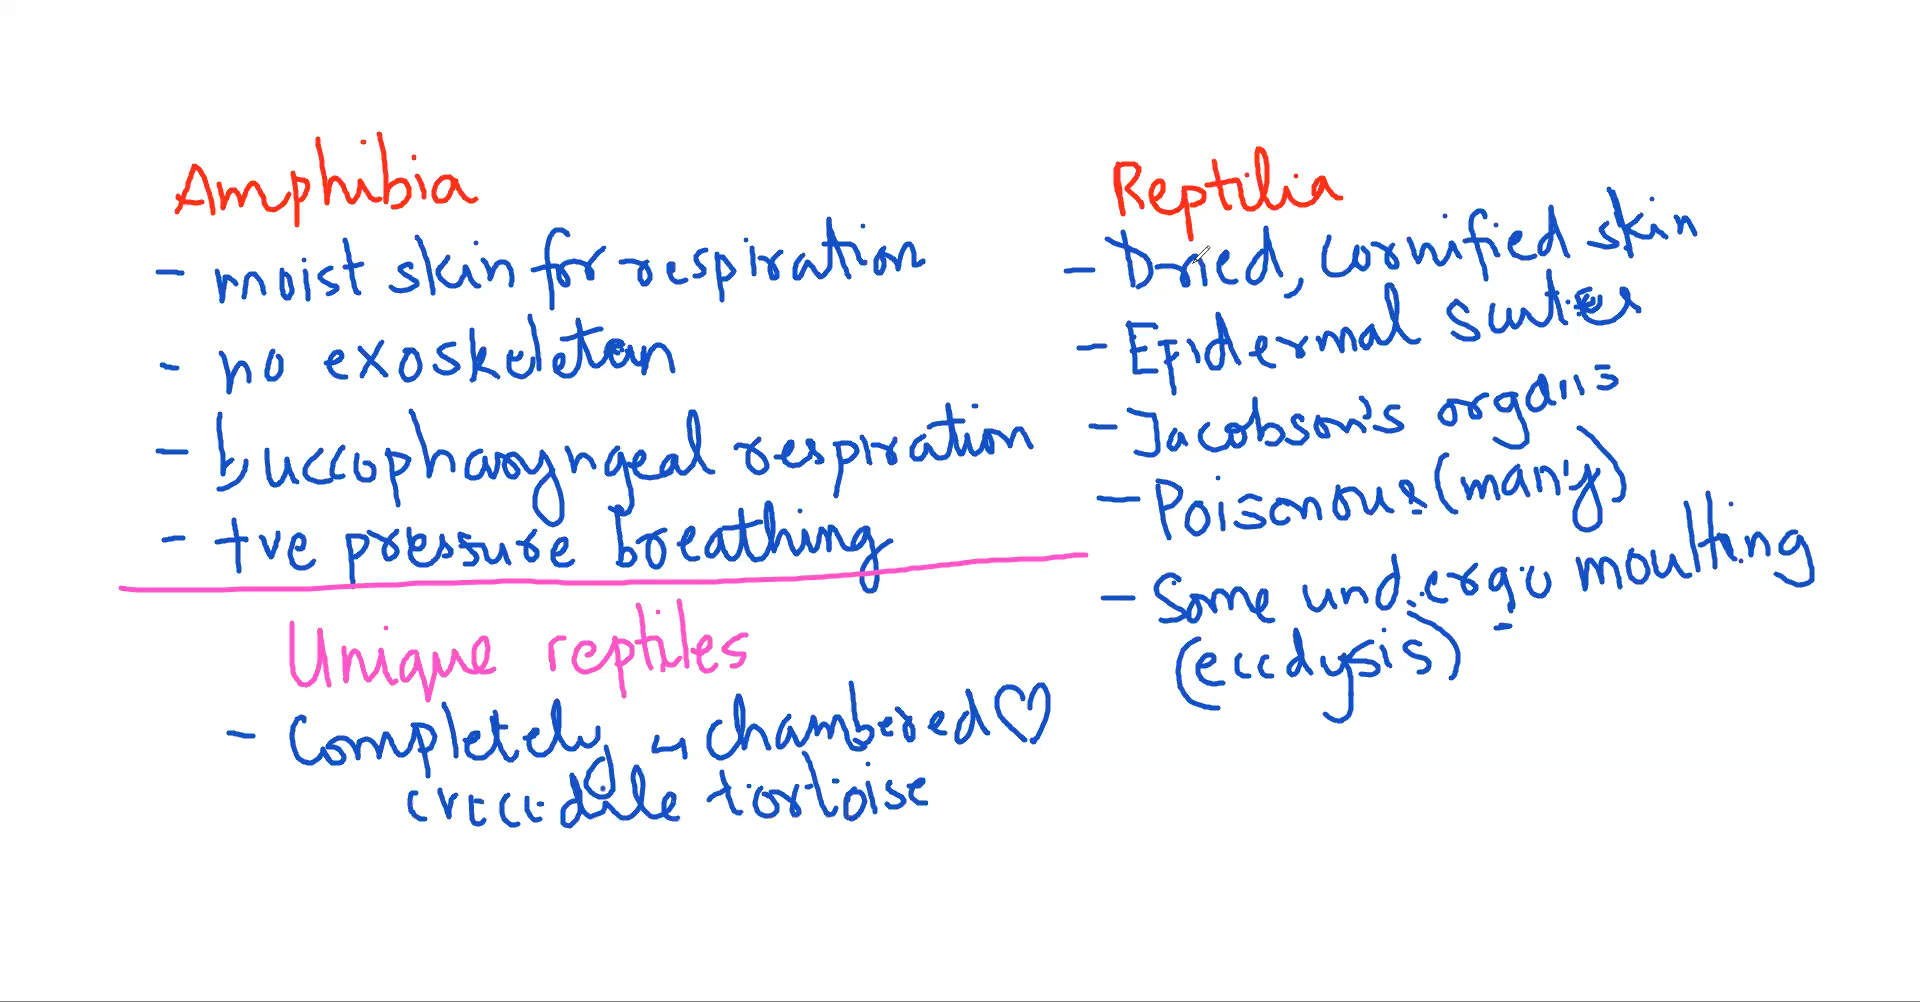 Amphibia
- moist skin for respiration
- no exoskeleton
- buccopharyngeal respiration
- +ve pressure breathing
Unique reptiles
- Completely 4 chambered ♡
crocodile tortoise
Reptilia
- Dried, cornified skin
- Epidermal scutes
- Jacobson's organs
- Poisonous (many)
- Some undergo moulting
(eccdysis)